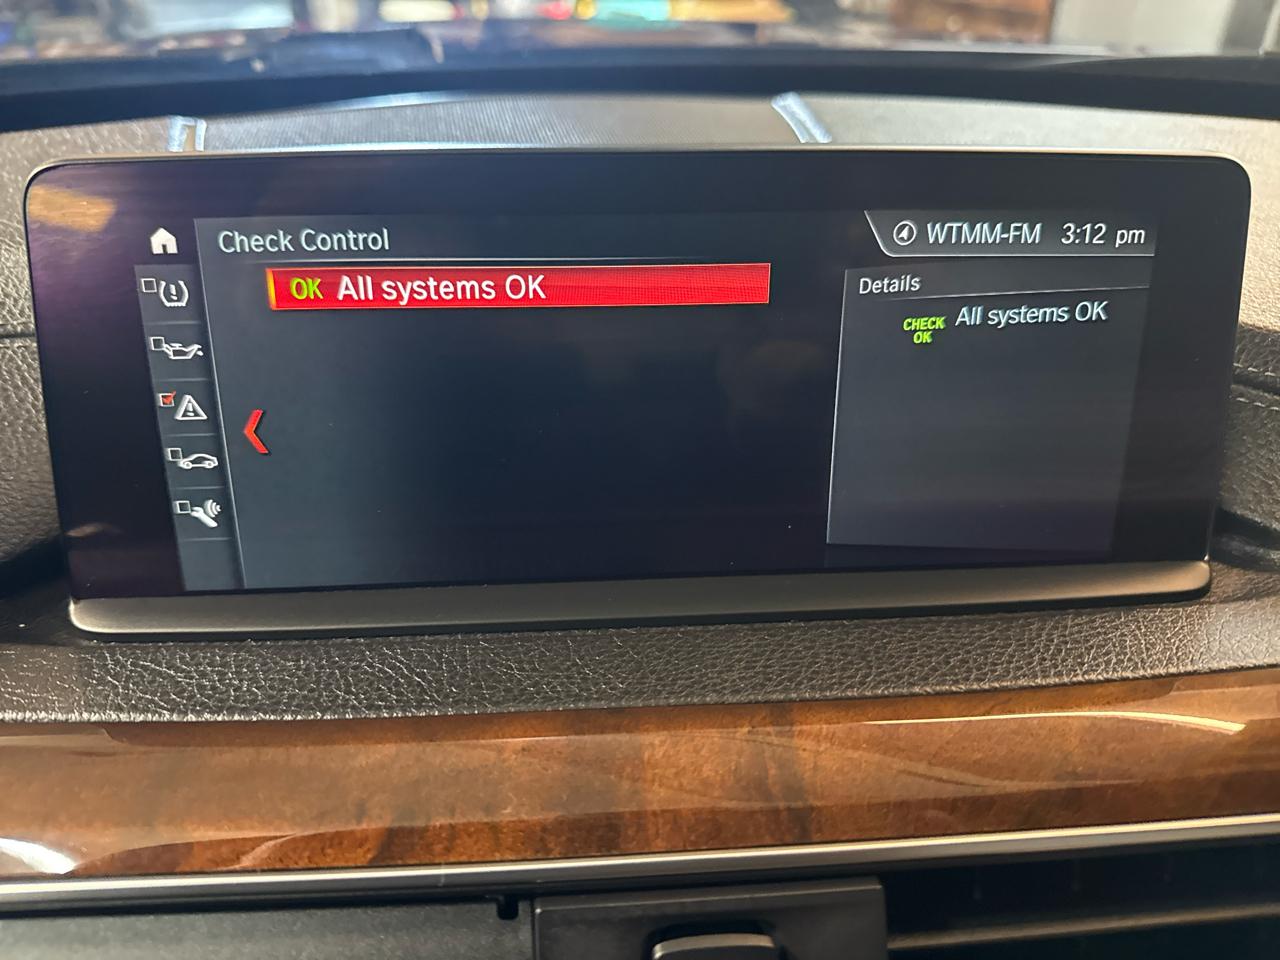 Check Control
WTMM-FM 3:12 pm
OK All systems OK
Details
CHECK
OK
All systems OK